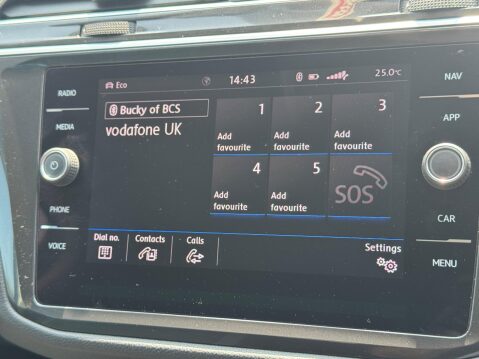 Eco 14:43 25.0°C
RADIO
MEDIA
PHONE
VOICE
NAV
APP
CAR
MENU
Bucky of BCS
vodafone UK
1
Add
favourite
2
Add
favourite
3
Add
favourite
4
Add
favourite
5
Add
favourite
SOS
Dial no.
Contacts
Calls
Settings